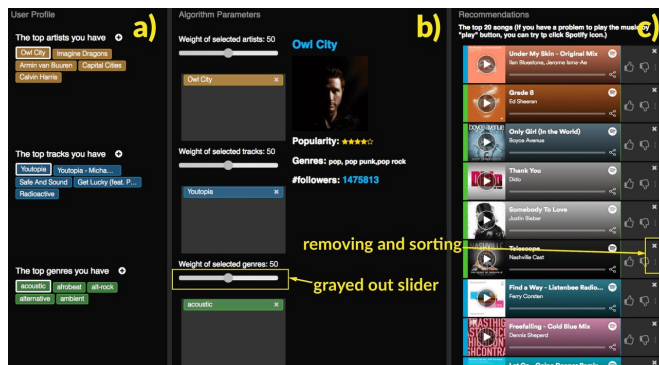 User Profile
a)
The top artists you have
Owl City
Imagine Dragons
Armin van Buuren
Capital Cities
Calvin Harris
The top tracks you have
Youtopia
Youtopia - Micha...
Safe And Sound
Get Lucky (feat. P...
Radioactive
The top genres you have
acoustic
afrobeat
alt-rock
alternative
ambient
Algorithm Parameters
b)
Weight of selected artists: 50
Owl City
Weight of selected tracks: 50
Youtopia
Weight of selected genres: 50
acoustic
Owl City
Popularity: ★★★★☆
Genres: pop, pop punk,pop rock
#followers: 1475813
removing and sorting
grayed out slider
Recommendations
c)
The top 20 songs (If you have a problem to play the music by
"play" button, you can try tp click Spotify icon.)
Under My Skin - Original Mix
Ilan Bluestone, Jerome Isma-Ae
Grade 8
Ed Sheeran
Only Girl (In the World)
Boyce Avenue
Thank You
Dido
Somebody To Love
Justin Bieber
Telescope
Nashville Cast
Find a Way - Listenbee Radio...
Ferry Corsten
Freefalling - Cold Blue Mix
Dennis Sheperd